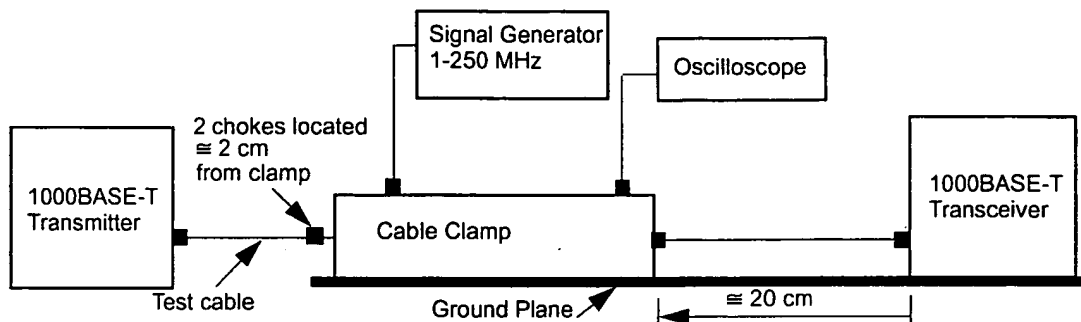 Signal Generator
1-250 MHz
Oscilloscope
2 chokes located
≅ 2 cm
from clamp
1000BASE-T
Transmitter
1000BASE-T
Transceiver
Cable Clamp
Test cable
Ground Plane
≅ 20 cm